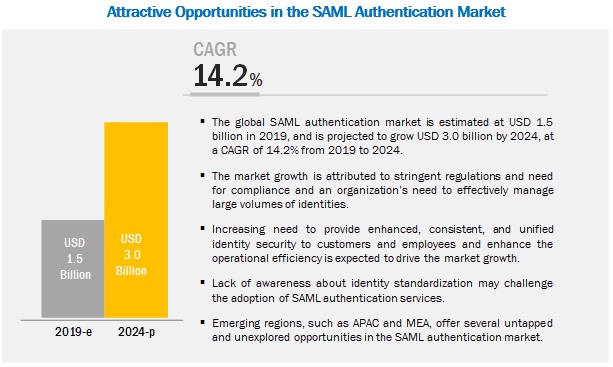 Attractive Opportunities in the SAML Authentication Market
CAGR
14.2%
▪ The global SAML authentication market is estimated at USD 1.5
billion in 2019, and is projected to grow USD 3.0 billion by 2024, at
a CAGR of 14.2% from 2019 to 2024.
▪ The market growth is attributed to stringent regulations and need
for compliance and an organization's need to effectively manage
large volumes of identities.
▪ Increasing need to provide enhanced, consistent, and unified
identity security to customers and employees and enhance the
operational efficiency is expected to drive the market growth.
▪ Lack of awareness about identity standardization may challenge
the adoption of SAML authentication services.
▪ Emerging regions, such as APAC and MEA, offer several untapped
and unexplored opportunities in the SAML authentication market.
USD
1.5
Billion
USD
3.0
Billion
2019-e
2024-p